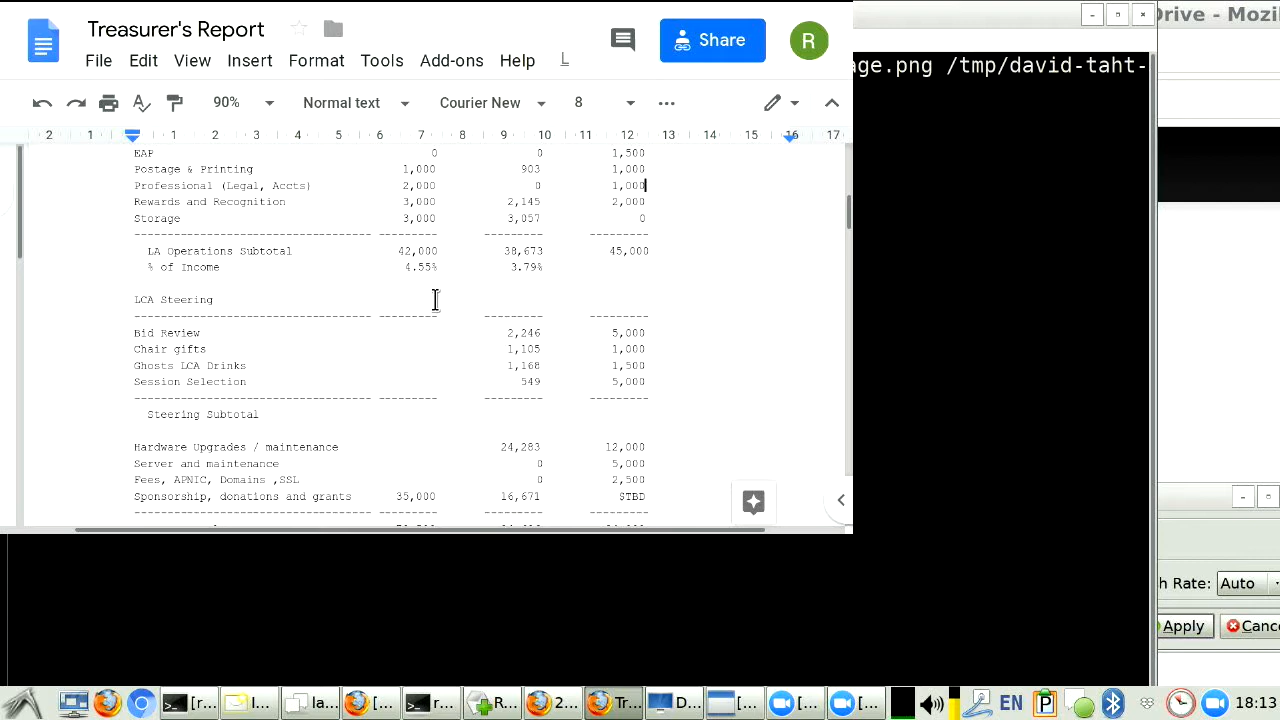 Treasurer's Report
Drive - Mozi
Share
R
File Edit View Insert Format Tools Add-ons Help
age.png /tmp/david-taht-
90% Normal text Courier New 8
2 1 1 2 3 4 5 6 7 8 9 10 11 12 13 14 15 16 17
EAP 0 0 1,500
Postage & Printing 1,000 903 1,000
Professional (Legal, Accts) 2,000 0 1,000
Rewards and Recognition 3,000 2,145 2,000
Storage 3,000 3,057 0
------------------------------------ --------- --------- ---------
LA Operations Subtotal 42,000 38,673 45,000
% of Income 4.55% 3.79%
LCA Steering
------------------------------------ --------- --------- ---------
Bid Review 2,246 5,000
Chair gifts 1,105 1,000
Ghosts LCA Drinks 1,168 1,500
Session Selection 549 5,000
------------------------------------ --------- --------- ---------
Steering Subtotal
Hardware Upgrades / maintenance 24,283 12,000
Server and maintenance 0 5,000
Fees, APNIC, Domains ,SSL 0 2,500
Sponsorship, donations and grants 35,000 16,671 $TBD
------------------------------------ --------- --------- ---------
h Rate: Auto
Apply Cance
[r... I... la... [... r... R... 2... Tr... D... [... [... [... EN 18:13